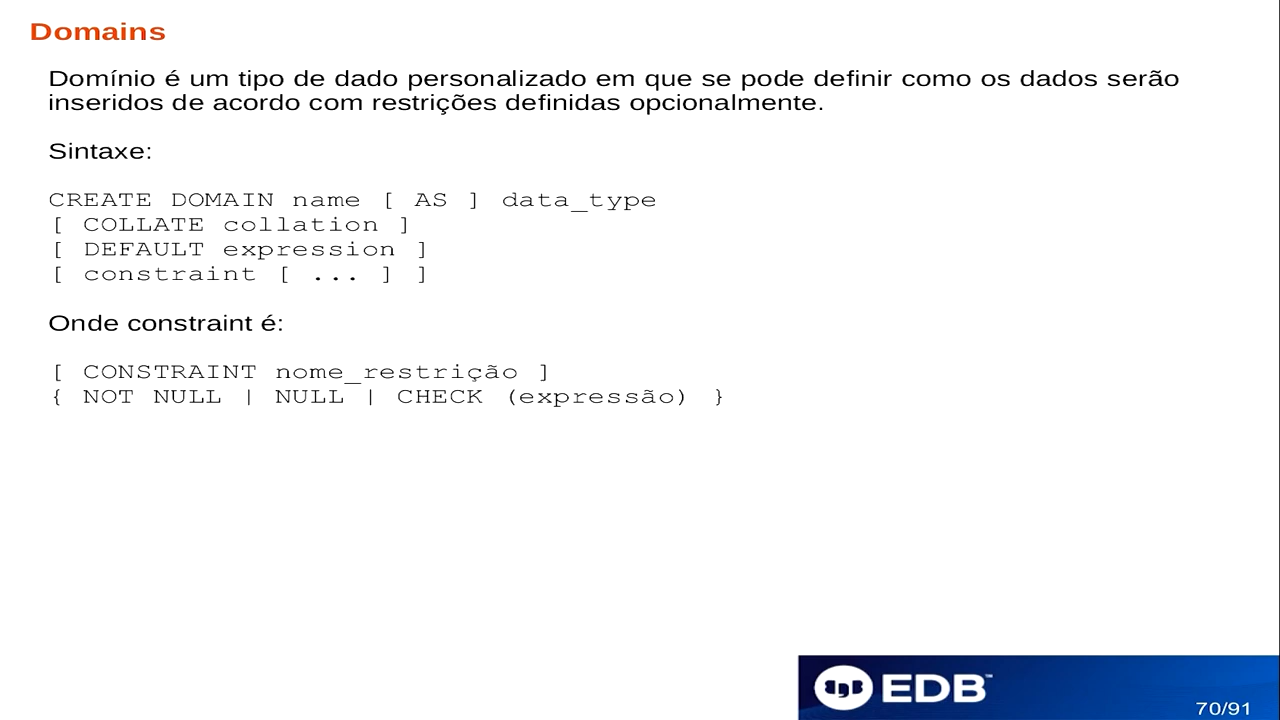 Domains
Domínio é um tipo de dado personalizado em que se pode definir como os dados serão
inseridos de acordo com restrições definidas opcionalmente.
Sintaxe:
CREATE DOMAIN name [ AS ] data_type
[ COLLATE collation ]
[ DEFAULT expression ]
[ constraint [ ... ] ]
Onde constraint é:
[ CONSTRAINT nome_restrição ]
{ NOT NULL | NULL | CHECK (expressão) }
EDB™
70/91